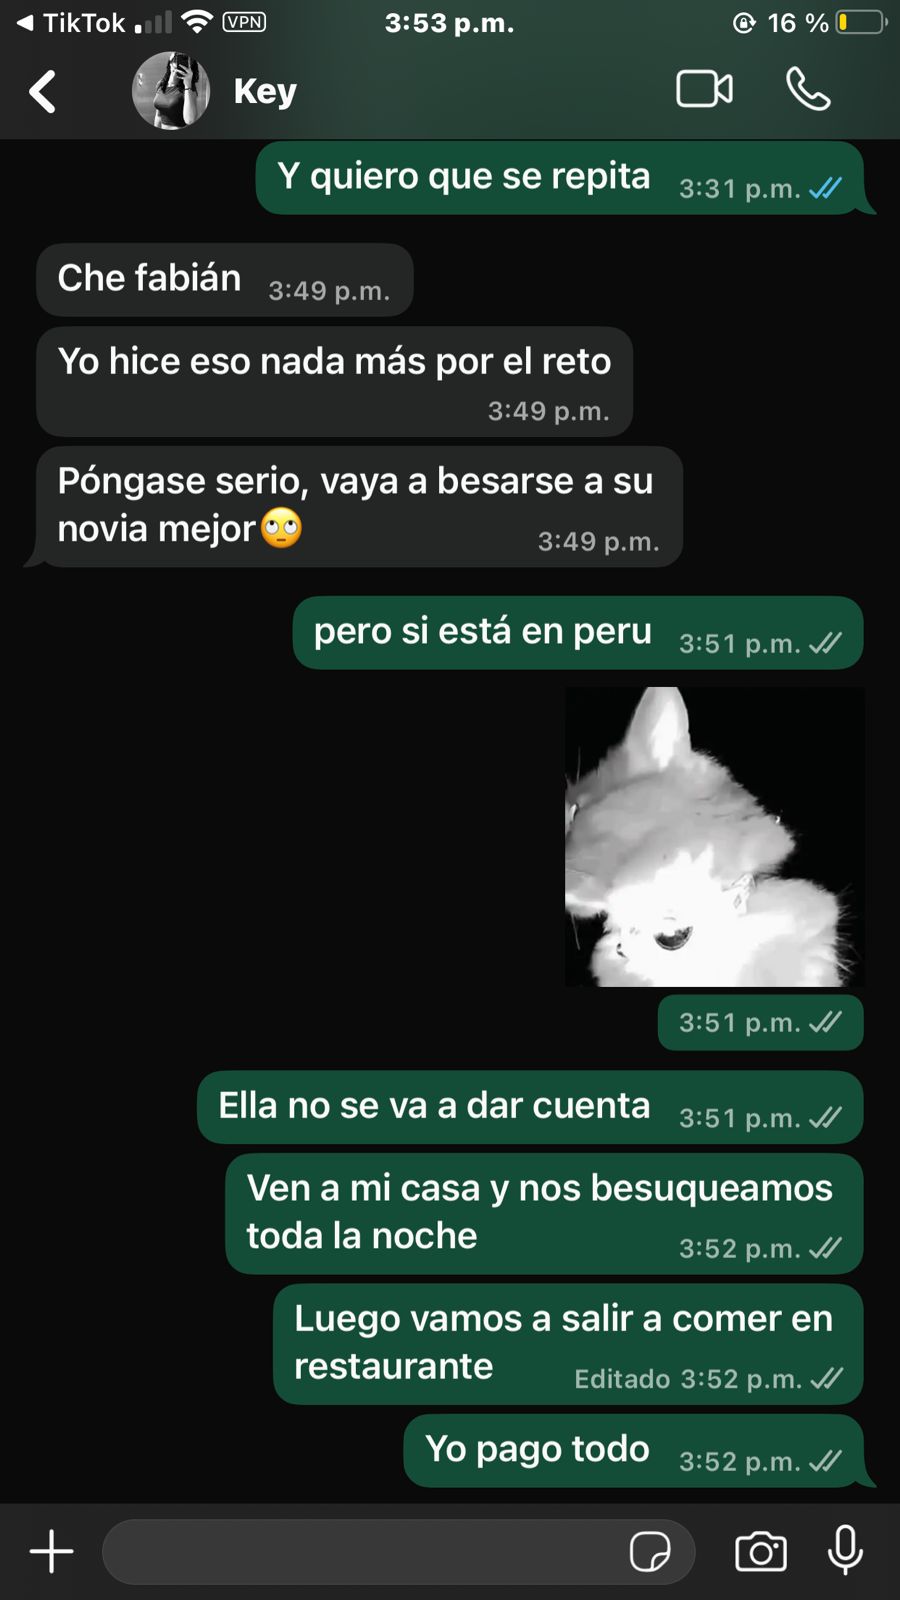 ◀ TikTok VPN 3:53 p.m. 16 %
Key
Y quiero que se repita 3:31 p.m.
Che fabián 3:49 p.m.
Yo hice eso nada más por el reto
3:49 p.m.
Póngase serio, vaya a besarse a su
novia mejor🙄 3:49 p.m.
pero si está en peru 3:51 p.m.
3:51 p.m.
Ella no se va a dar cuenta 3:51 p.m.
Ven a mi casa y nos besuqueamos
toda la noche 3:52 p.m.
Luego vamos a salir a comer en
restaurante Editado 3:52 p.m.
Yo pago todo 3:52 p.m.